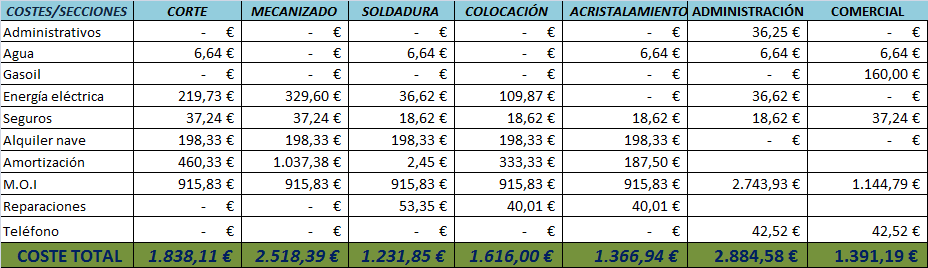 COSTES/SECCIONES CORTE MECANIZADO SOLDADURA COLOCACIÓN ACRISTALAMIENTO ADMINISTRACIÓN COMERCIAL
Administrativos - € - € - € - € - € 36,25 €
Agua 6,64 € - € 6,64 € - € 6,64 € 6,64 € 6,64 €
Gasoil - € - € - € - € - € - € 160,00 €
Energía eléctrica 219,73 € 329,60 € 36,62 € 109,87 € - € 36,62 € - €
Seguros 37,24 € 37,24 € 18,62 € 18,62 € 18,62 € 18,62 € 37,24 €
Alquiler nave 198,33 € 198,33 € 198,33 € 198,33 € 198,33 € - € - €
Amortización 460,33 € 1.037,38 € 2,45 € 333,33 € 187,50 €
M.O.I 915,83 € 915,83 € 915,83 € 915,83 € 915,83 € 2.743,93 € 1.144,79 €
Reparaciones - € - € 53,35 € 40,01 € 40,01 €
Teléfono - € - € - € - € - € 42,52 € 42,52 €
COSTE TOTAL 1.838,11 € 2.518,39 € 1.231,85 € 1.616,00 € 1.366,94 € 2.884,58 € 1.391,19 €